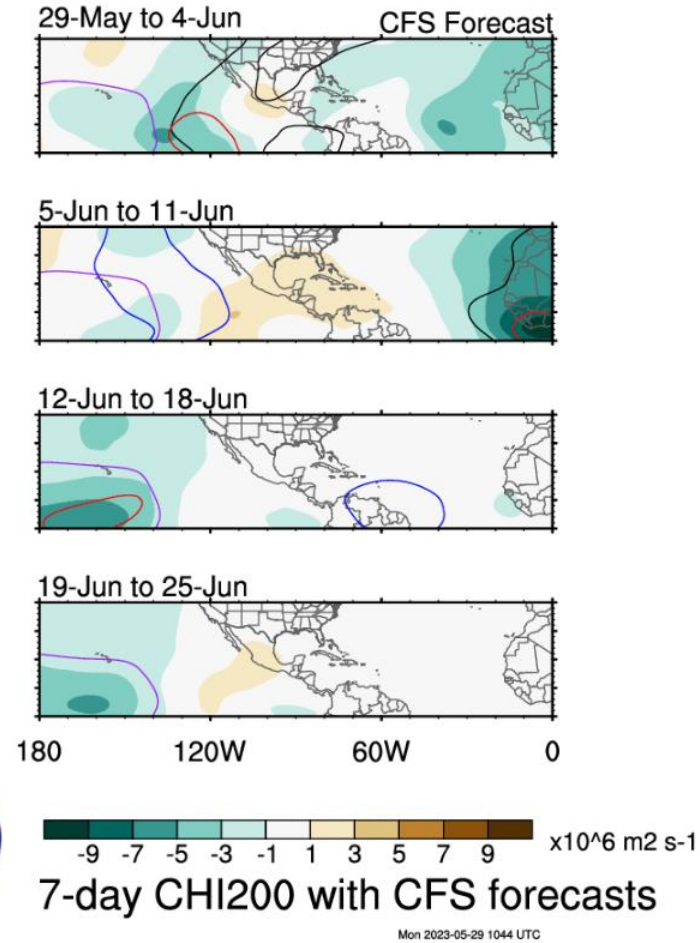 29-May to 4-Jun CFS Forecast
5-Jun to 11-Jun
12-Jun to 18-Jun
19-Jun to 25-Jun
180 120W 60W 0
-9 -7 -5 -3 -1 1 3 5 7 9 x10^6 m2 s-1
7-day CHI200 with CFS forecasts
Mon 2023-05-29 1044 UTC